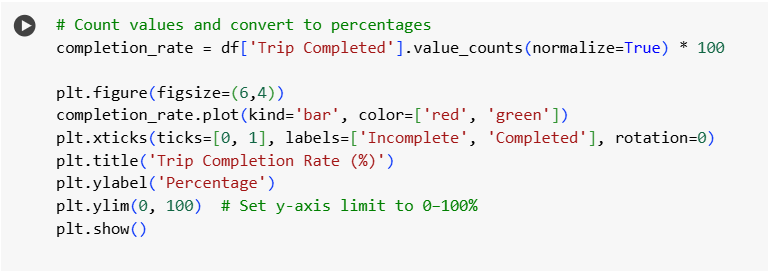 # Count values and convert to percentages
completion_rate = df['Trip Completed'].value_counts(normalize=True) * 100

plt.figure(figsize=(6,4))
completion_rate.plot(kind='bar', color=['red', 'green'])
plt.xticks(ticks=[0, 1], labels=['Incomplete', 'Completed'], rotation=0)
plt.title('Trip Completion Rate (%)')
plt.ylabel('Percentage')
plt.ylim(0, 100)  # Set y-axis limit to 0–100%
plt.show()